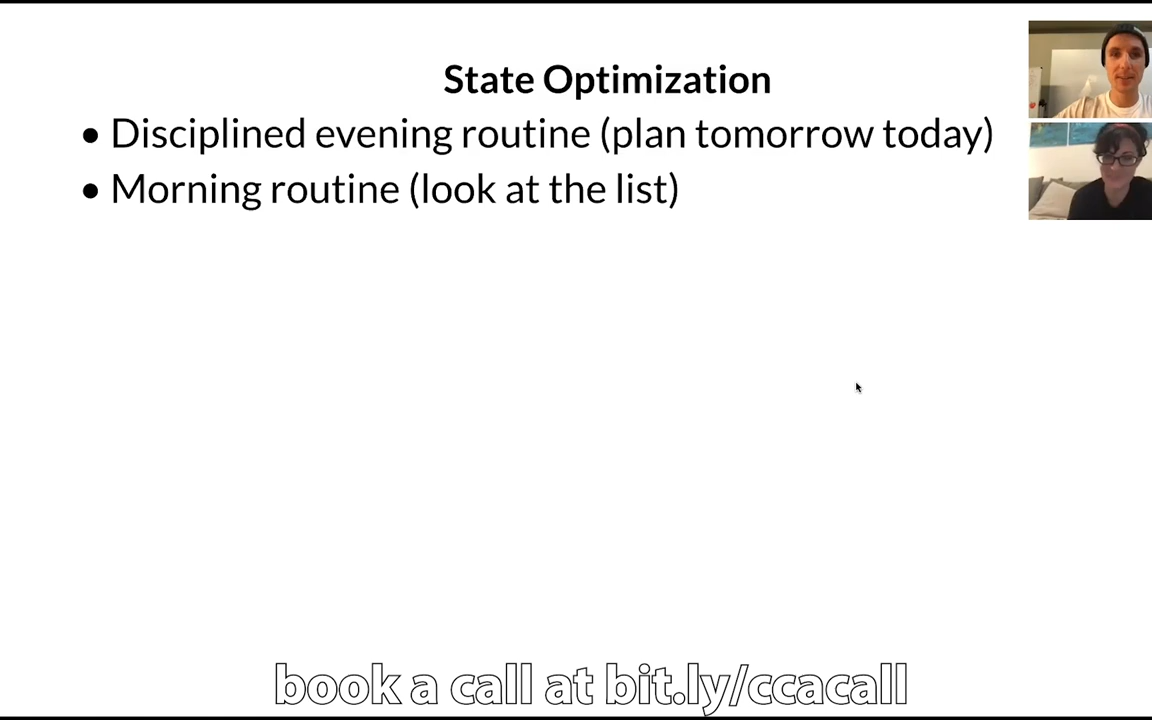 State Optimization
• Disciplined evening routine (plan tomorrow today)
• Morning routine (look at the list)
book a call at bit.ly/ccacall